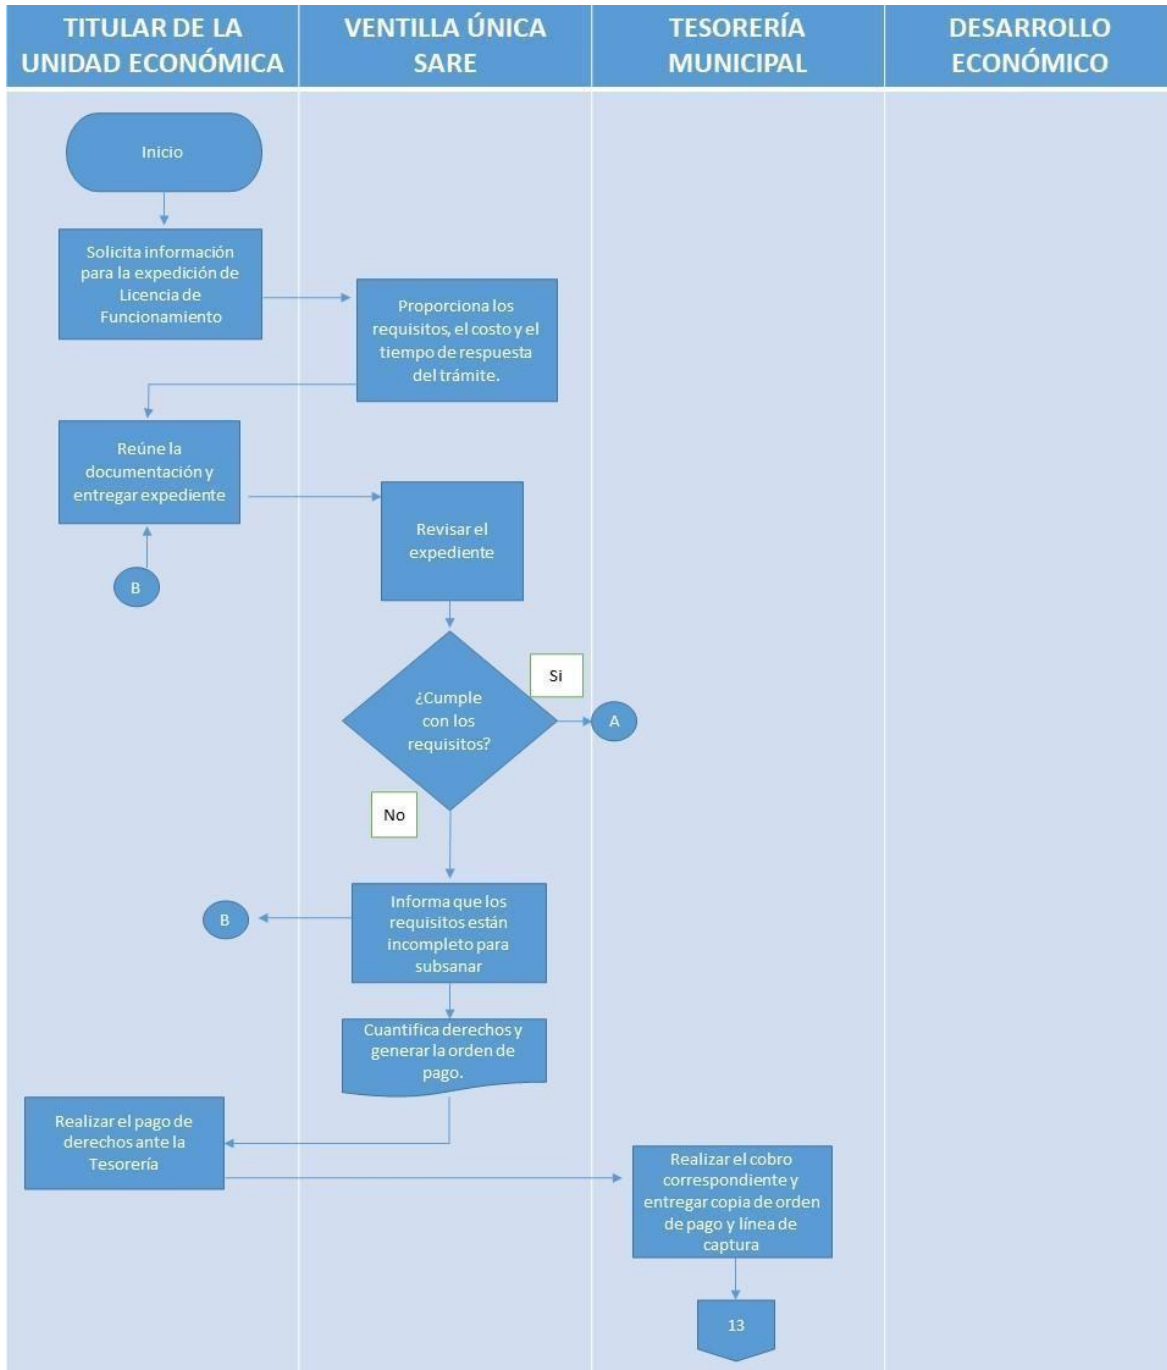 TITULAR DE LA
UNIDAD ECONÓMICA
VENTILLA ÚNICA
SARE
TESORERÍA
MUNICIPAL
DESARROLLO
ECONÓMICO
Inicio
Solicita información
para la expedición de
Licencia de
Funcionamiento
Proporciona los
requisitos, el costo y el
tiempo de respuesta
del trámite.
Reúne la
documentación y
entregar expediente
Revisar el
expediente
B
¿Cumple
con los
requisitos?
Si
A
No
Informa que los
requisitos están
incompleto para
subsanar
B
Cuantifica derechos y
generar la orden de
pago.
Realizar el pago de
derechos ante la
Tesorería
Realizar el cobro
correspondiente y
entregar copia de orden
de pago y línea de
captura
13